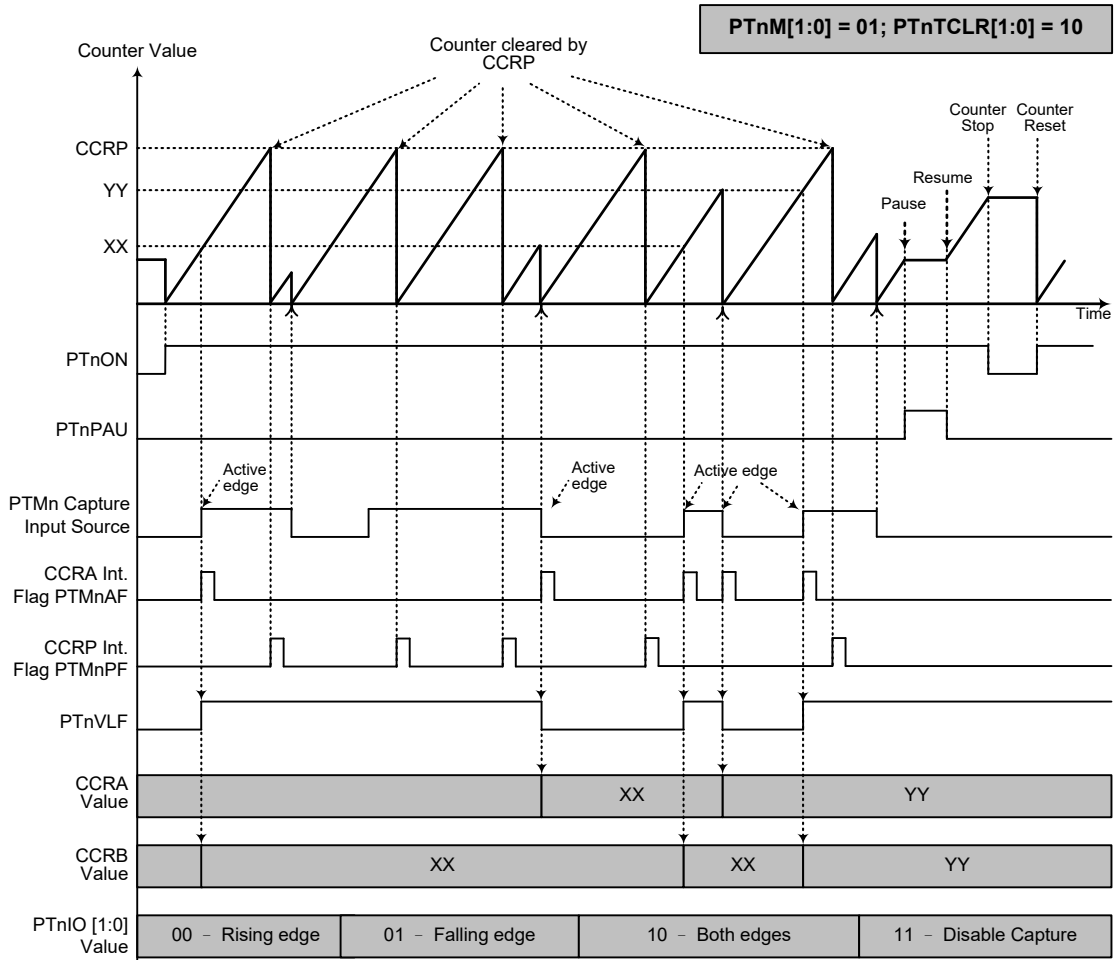 PTnM[1:0] = 01; PTnTCLR[1:0] = 10
Counter Value
Counter cleared by
CCRP
Counter
Stop
Counter
Reset
CCRP
YY
Resume
Pause
XX
Time
PTnON
PTnPAU
Active
edge
Active
edge
Active edge
PTMn Capture
Input Source
CCRA Int.
Flag PTMnAF
CCRP Int.
Flag PTMnPF
PTnVLF
CCRA
Value
XX
YY
CCRB
Value
XX
XX
YY
PTnIO [1:0]
Value
00 – Rising edge
01 – Falling edge
10 – Both edges
11 – Disable Capture